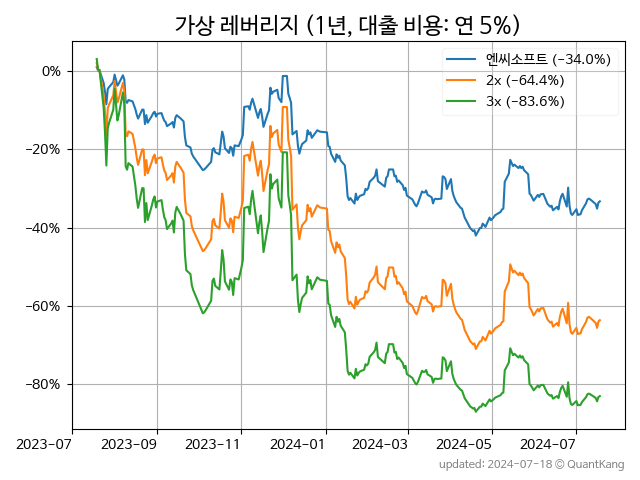 가상 레버리지 (1년, 대출 비용: 연 5%)
엔씨소프트 (−34.0%)
2x (−64.4%)
3x (−83.6%)
0%
−20%
−40%
−60%
−80%
2023-07 2023-09 2023-11 2024-01 2024-03 2024-05 2024-07
updated: 2024-07-18 ⓒ QuantKang